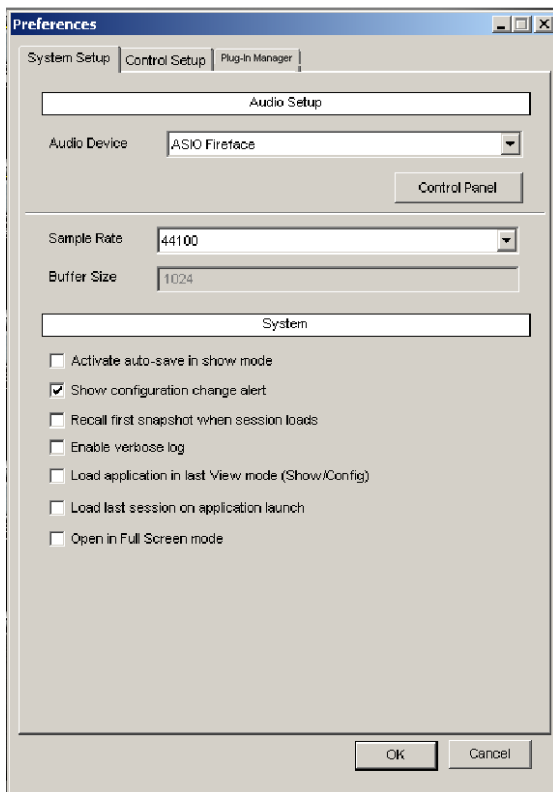 Preferences
System Setup
Control Setup
Plug-In Manager
Audio Setup
Audio Device
ASIO Fireface
Control Panel
Sample Rate
44100
Buffer Size
1024
System
Activate auto-save in show mode
Show configuration change alert
Recall first snapshot when session loads
Enable verbose log
Load application in last View mode (Show/Config)
Load last session on application launch
Open in Full Screen mode
OK
Cancel